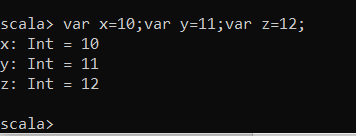 scala> var x=10;var y=11;var z=12;
x: Int = 10
y: Int = 11
z: Int = 12
scala>